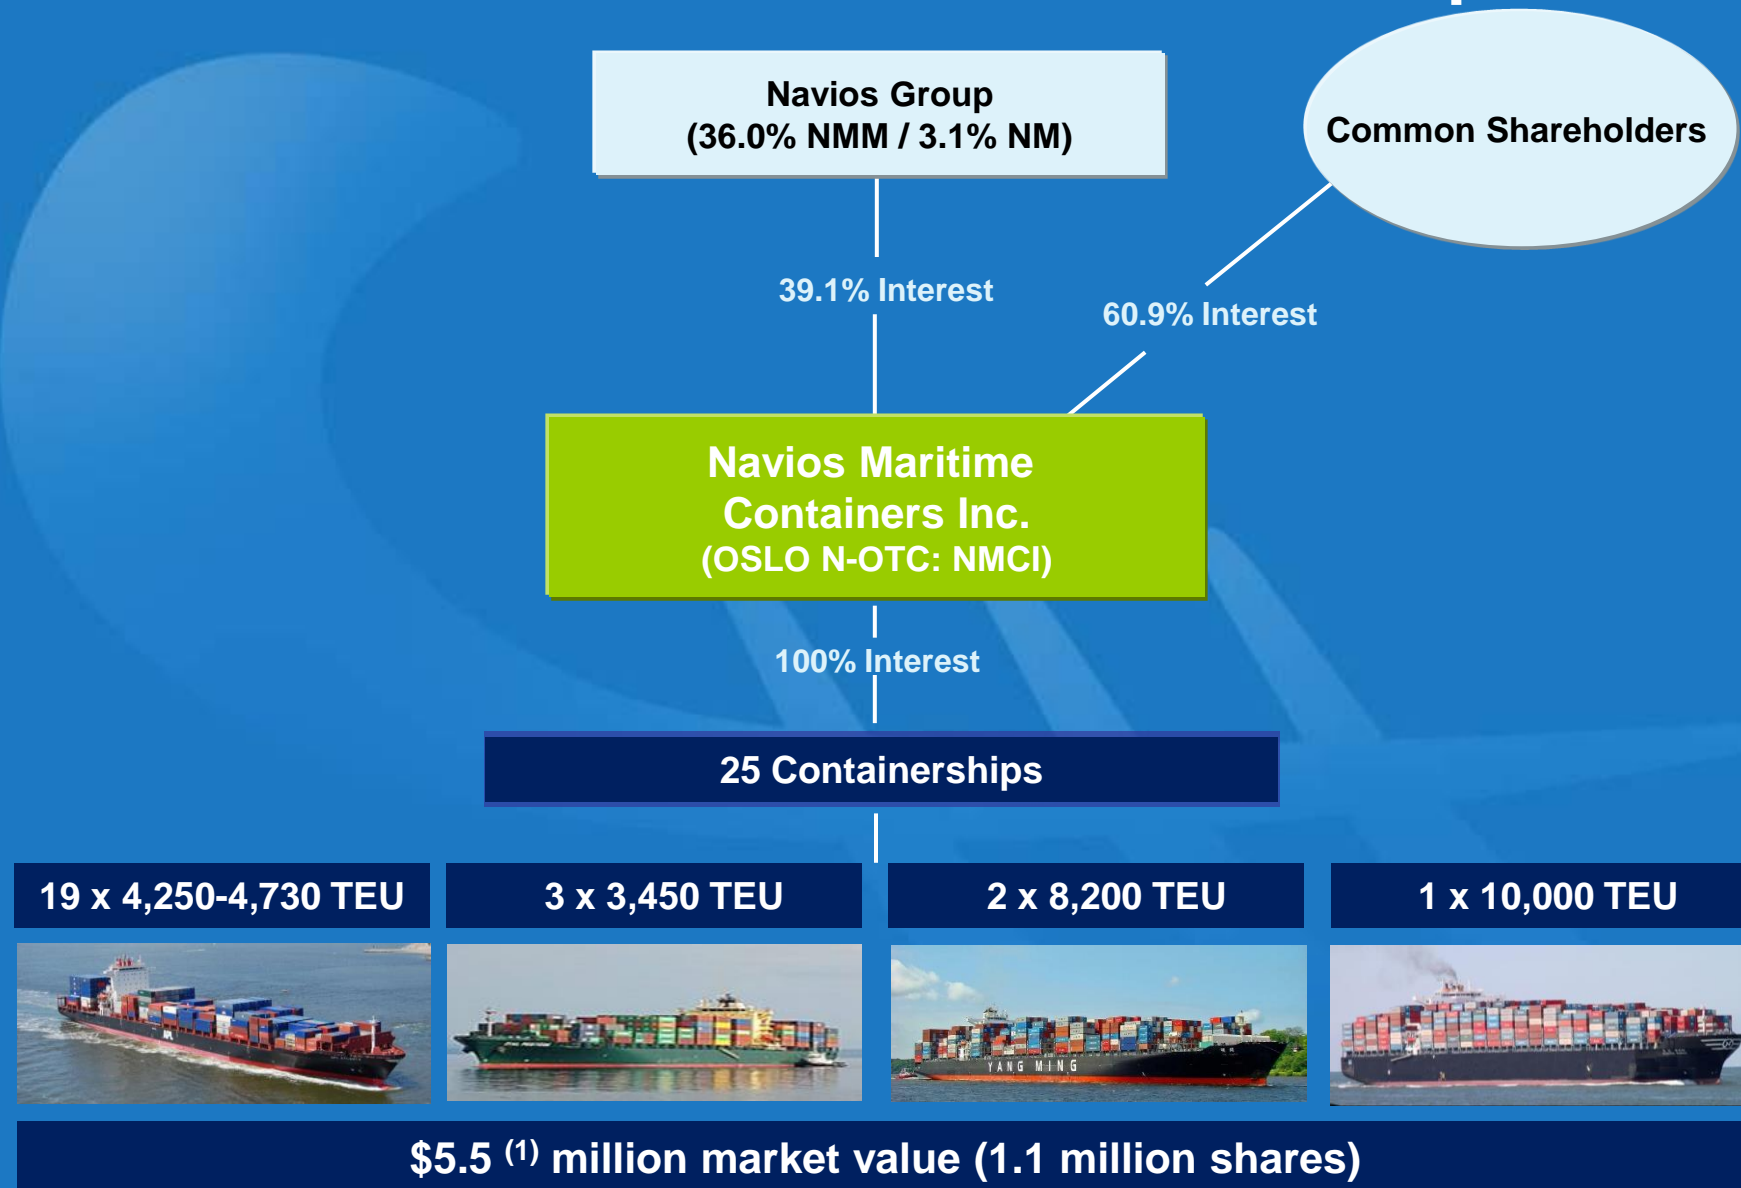 Navios Group
(36.0% NMM / 3.1% NM)
Common Shareholders
39.1% Interest
60.9% Interest
Navios Maritime
Containers Inc.
(OSLO N-OTC: NMCI)
100% Interest
25 Containerships
19 x 4,250-4,730 TEU
3 x 3,450 TEU
2 x 8,200 TEU
1 x 10,000 TEU
YANG MING
$5.5 (1) million market value (1.1 million shares)